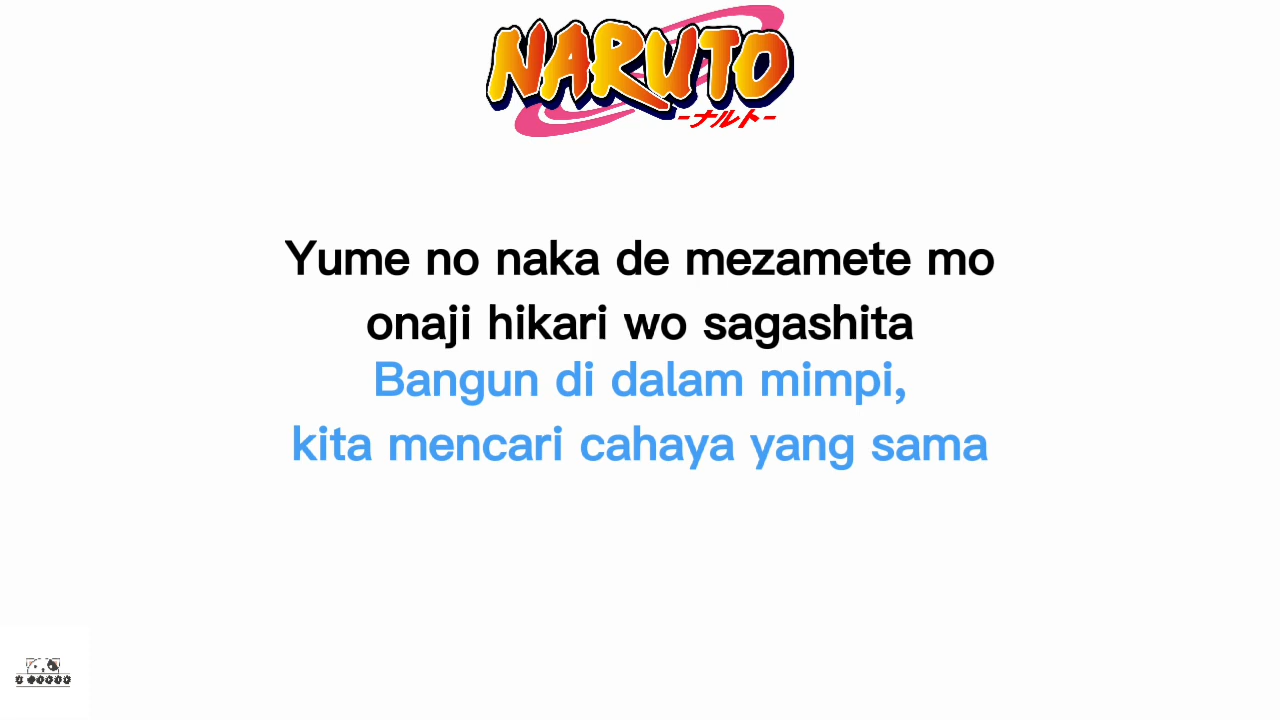 NARUTO
-ナルト-
Yume no naka de mezamete mo
onaji hikari wo sagashita
Bangun di dalam mimpi,
kita mencari cahaya yang sama